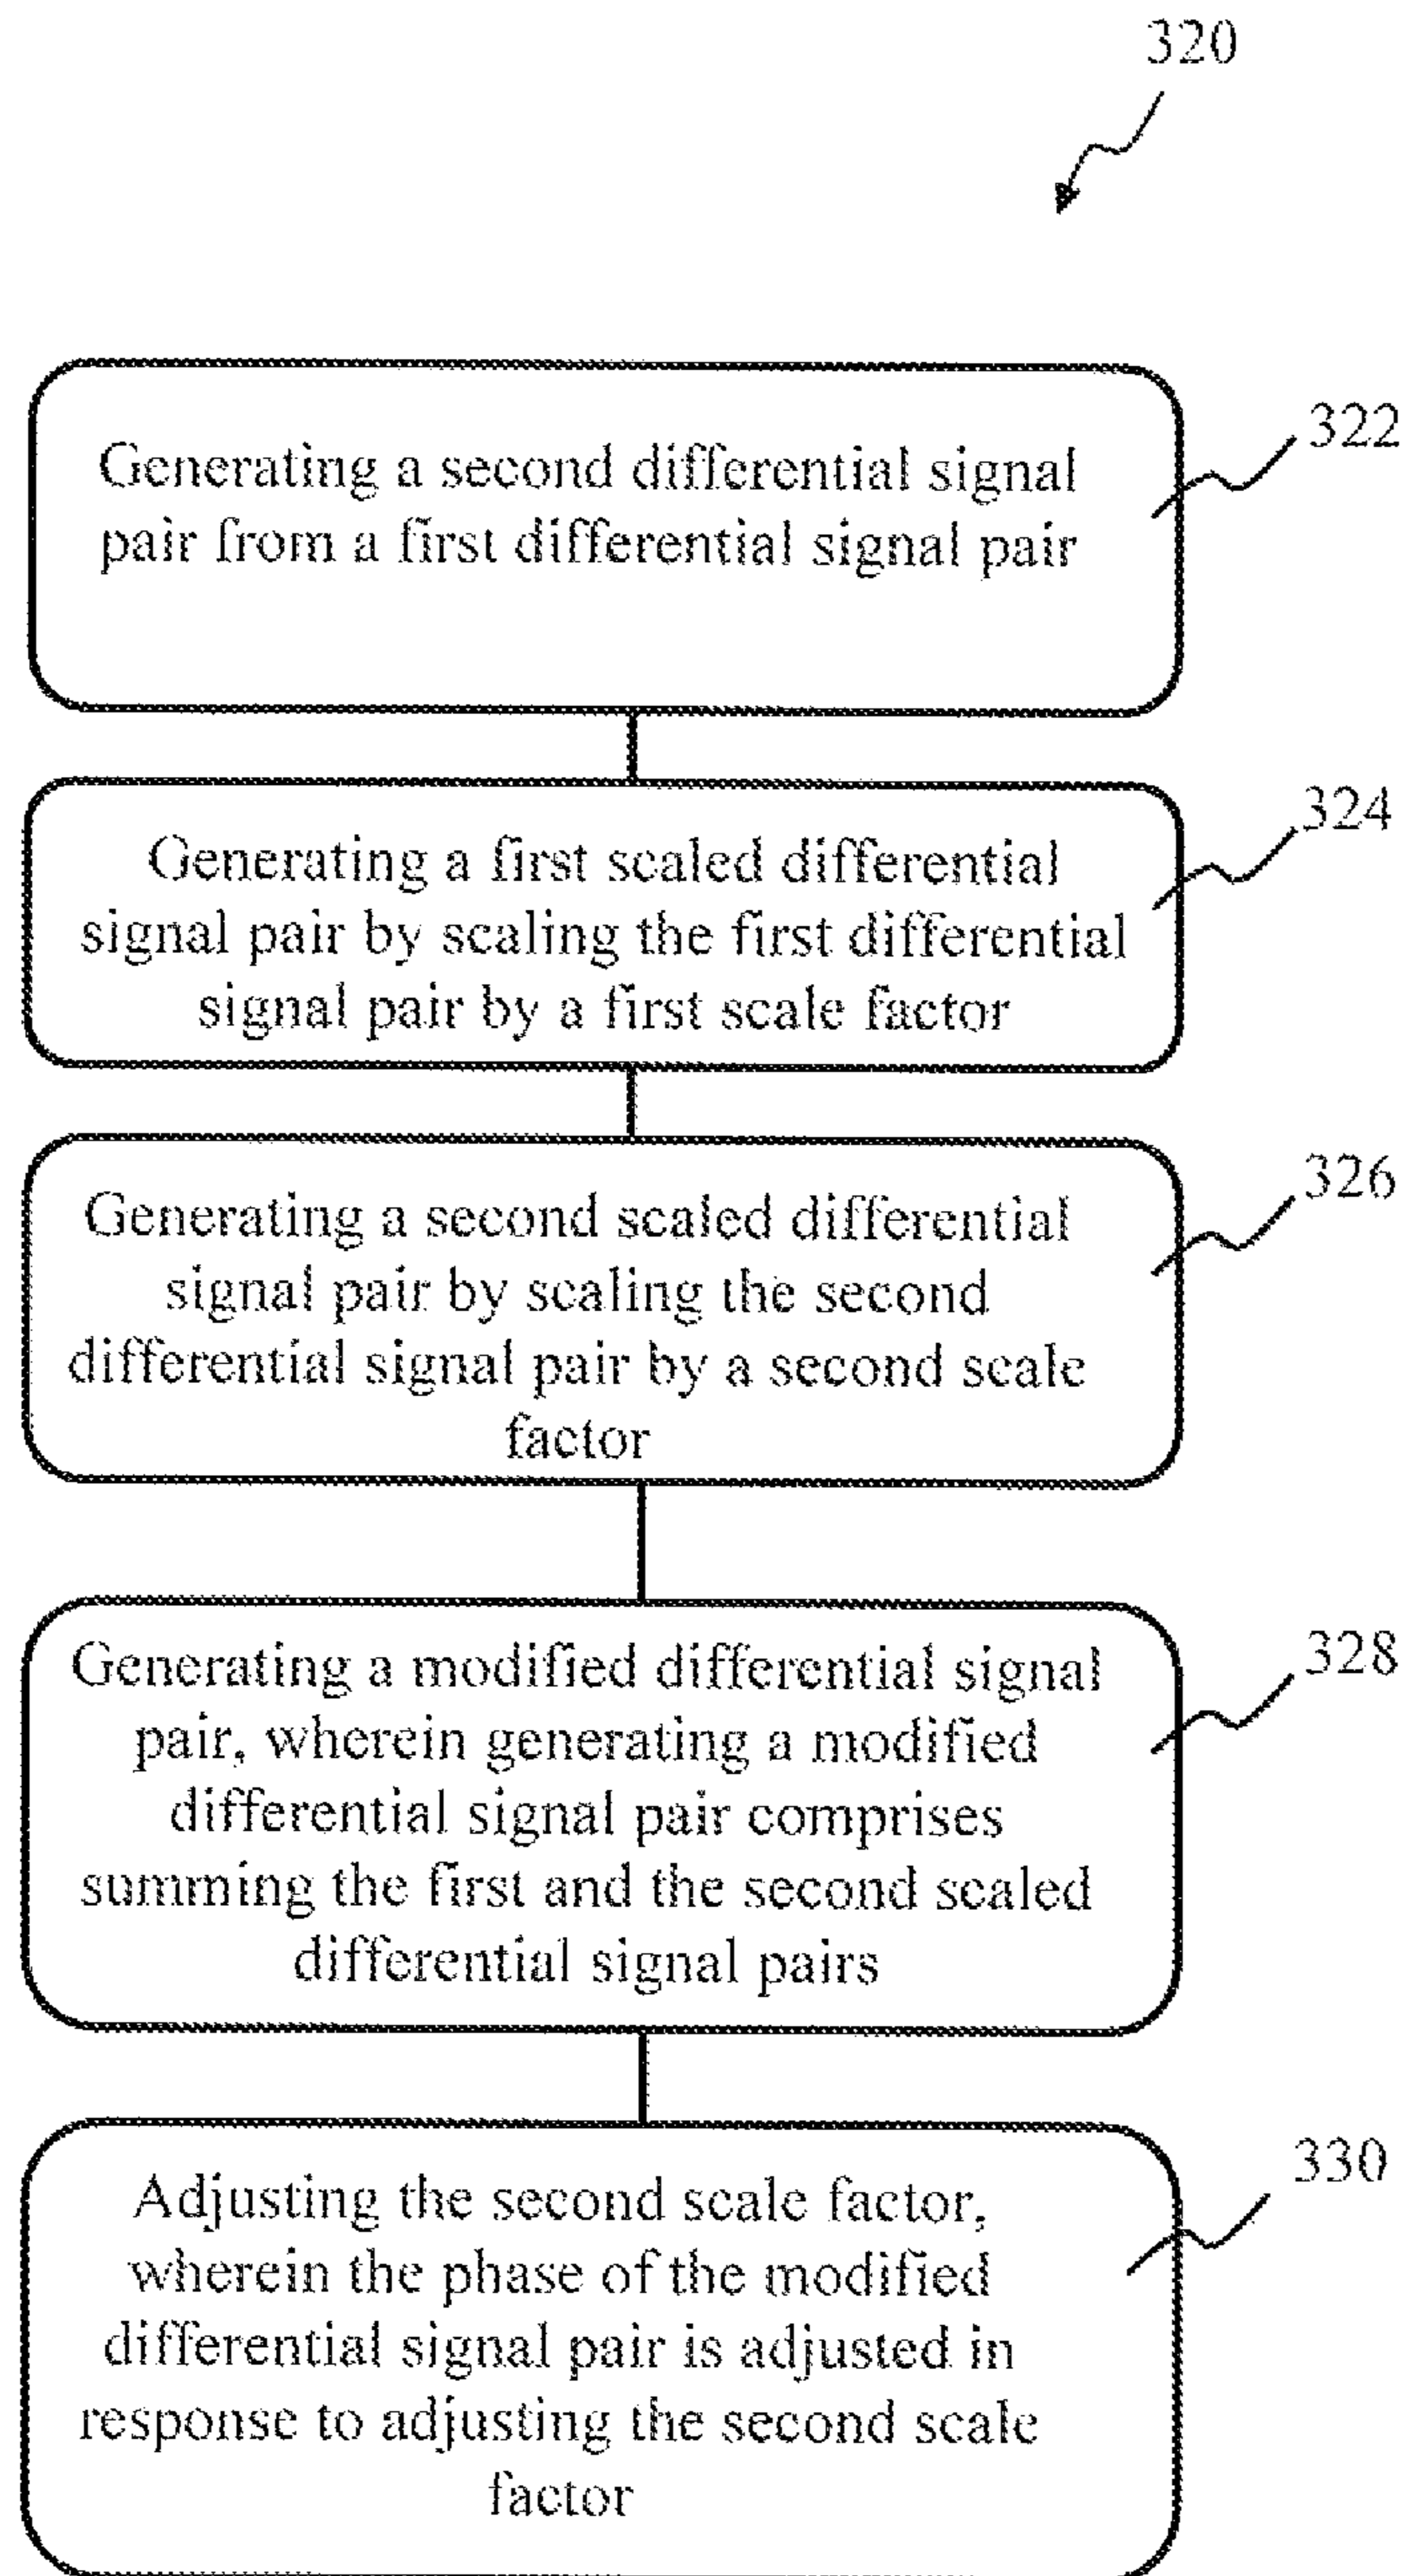 320
Generating a second differential signal
pair from a first differential signal pair
322
Generating a first scaled differential
signal pair by scaling the first differential
signal pair by a first scale factor
324
Generating a second scaled differential
signal pair by scaling the second
differential signal pair by a second scale
factor
326
Generating a modified differential signal
pair, wherein generating a modified
differential signal pair comprises
summing the first and the second scaled
differential signal pairs
328
Adjusting the second scale factor,
wherein the phase of the modified
differential signal pair is adjusted in
response to adjusting the second scale
factor
330